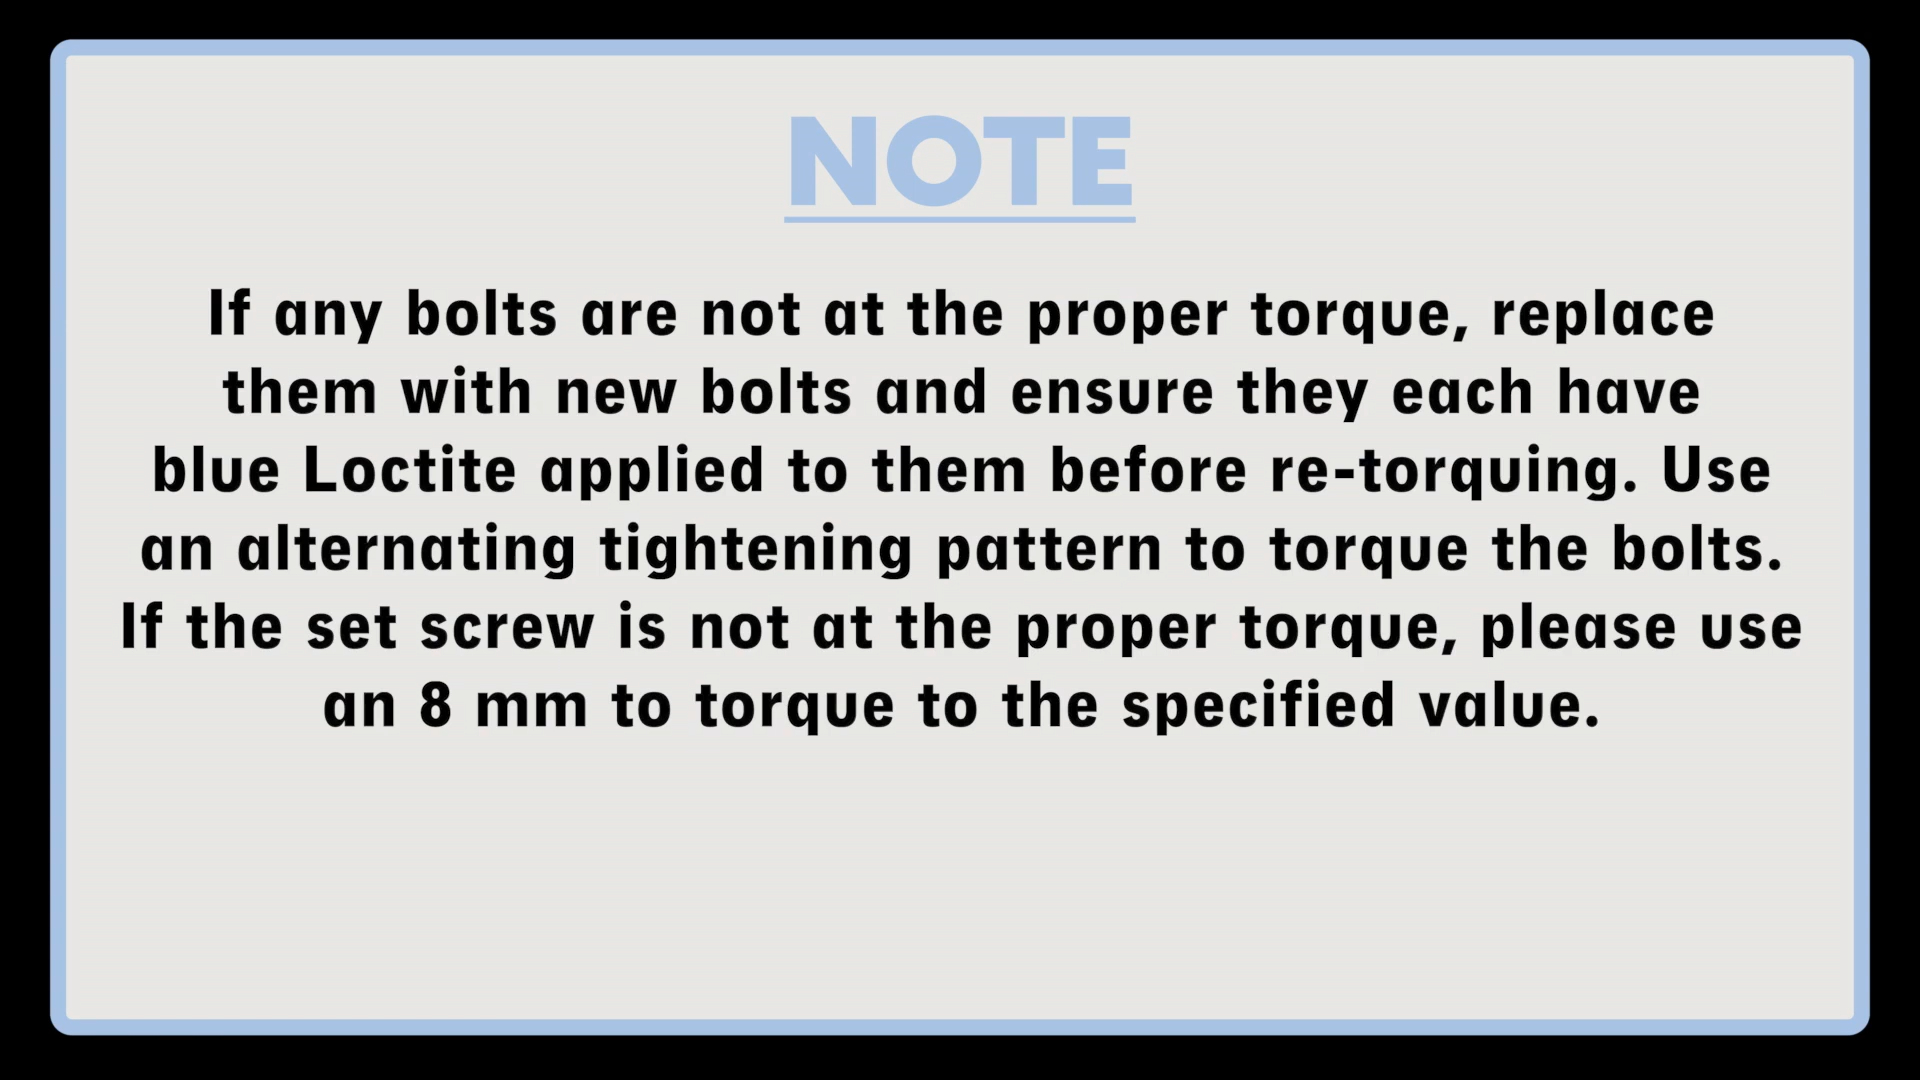 NOTE
If any bolts are not at the proper torque, replace
them with new bolts and ensure they each have
blue Loctite applied to them before re-torquing. Use
an alternating tightening pattern to torque the bolts.
If the set screw is not at the proper torque, please use
an 8 mm to torque to the specified value.